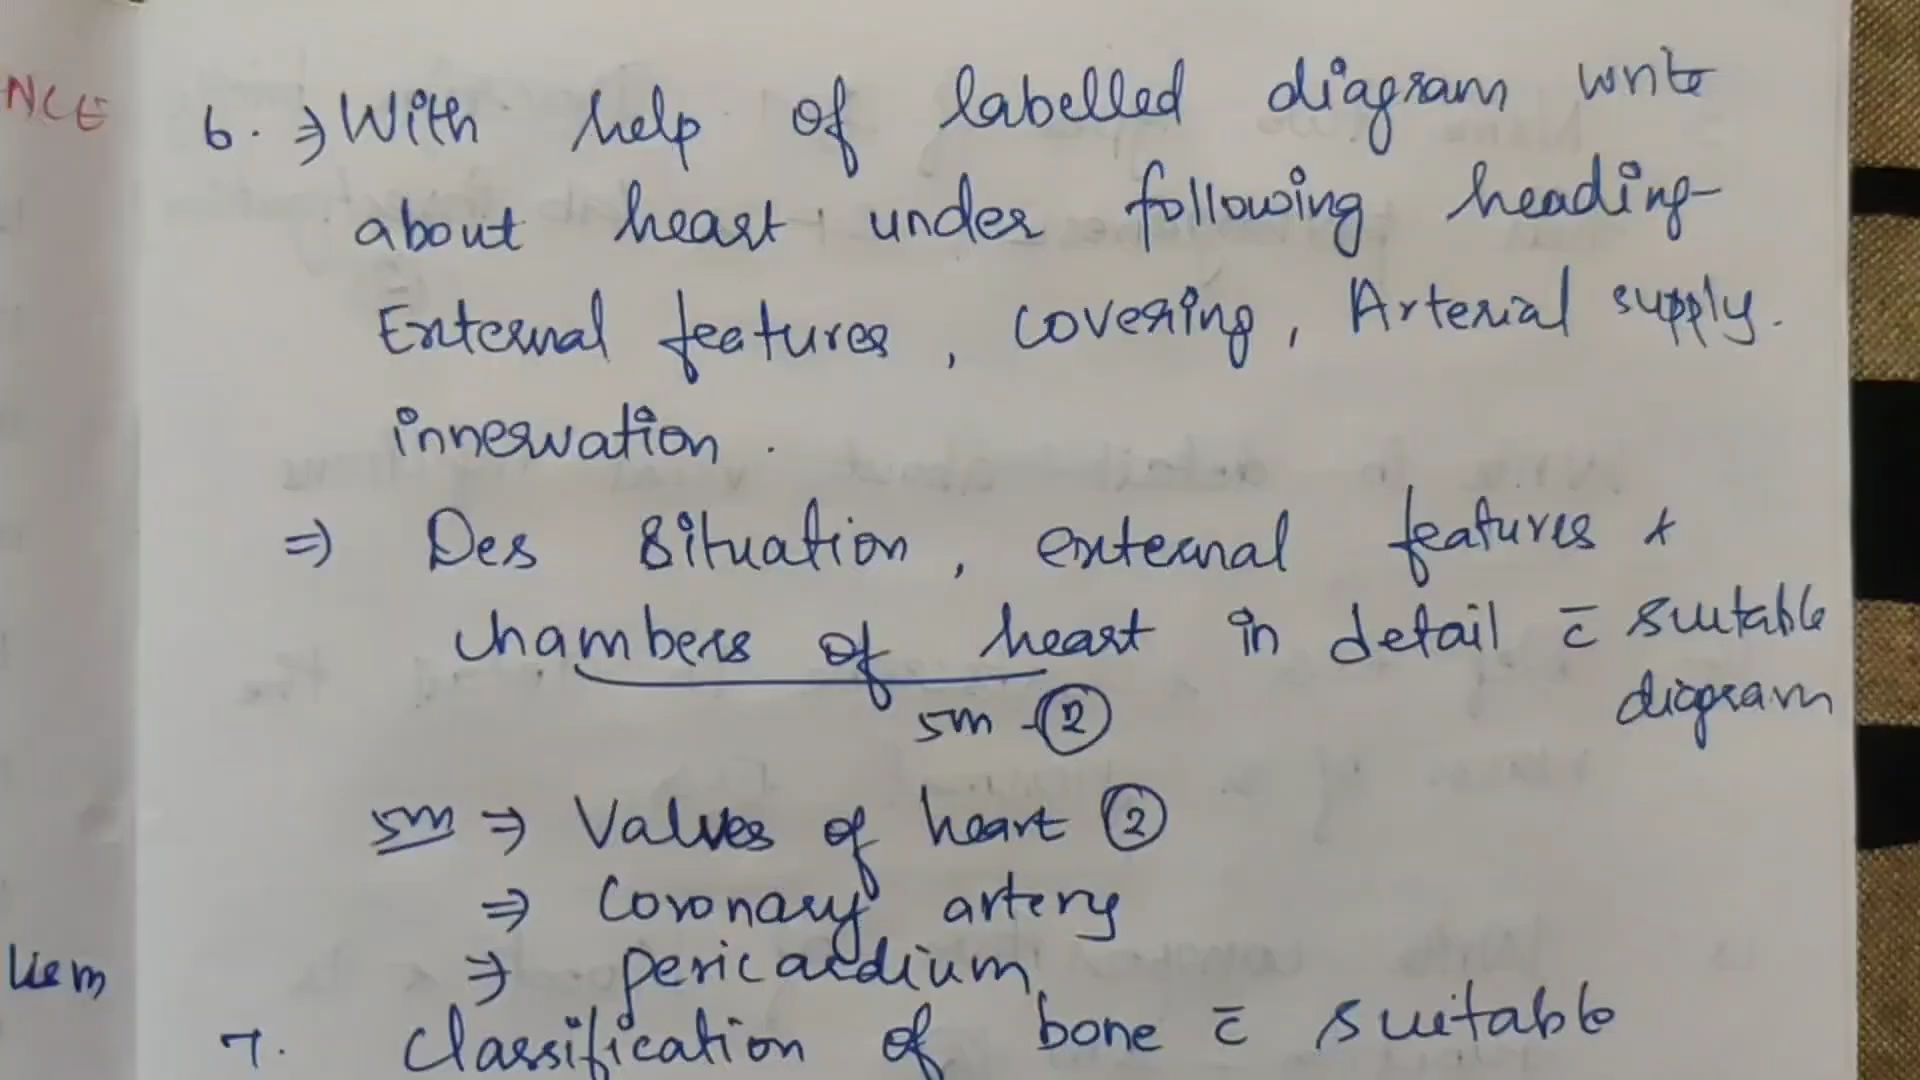 NCE
6. ⇒ With help of labelled diagram write
about heart under following heading-
External features, covering, Arterial supply.
innervation.
⇒ Des situation, external features &
chambers of heart in detail c̄ suitable
diagram
5m - ②
5m ⇒ Valves of heart ②
⇒ Coronary artery
⇒ pericardium
7. Classification of bone c̄ suitable